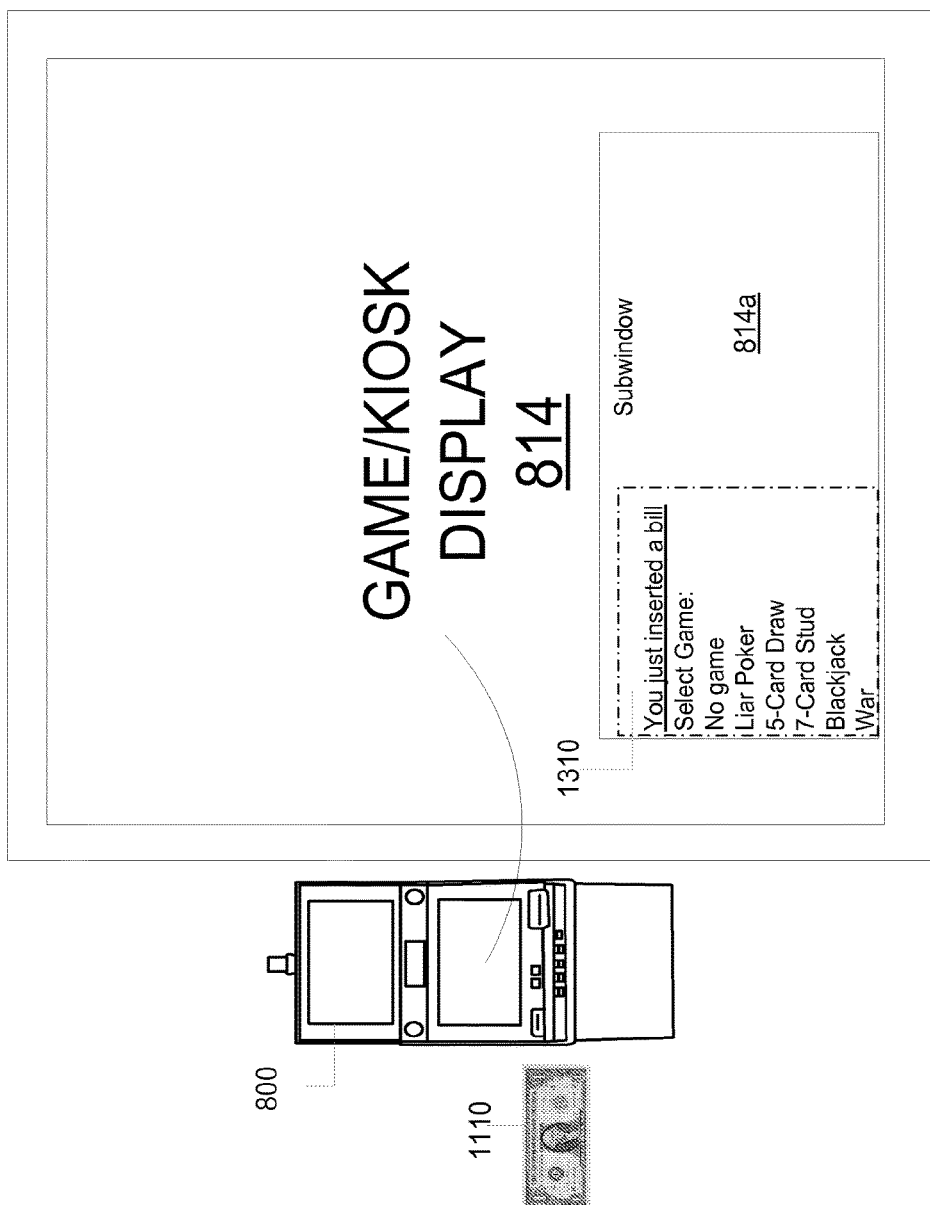 GAME/KIOSK
DISPLAY
814
Subwindow
814a
1310
You just inserted a bill
Select Game:
No game
Liar Poker
5-Card Draw
7-Card Stud
Blackjack
War
800
1110